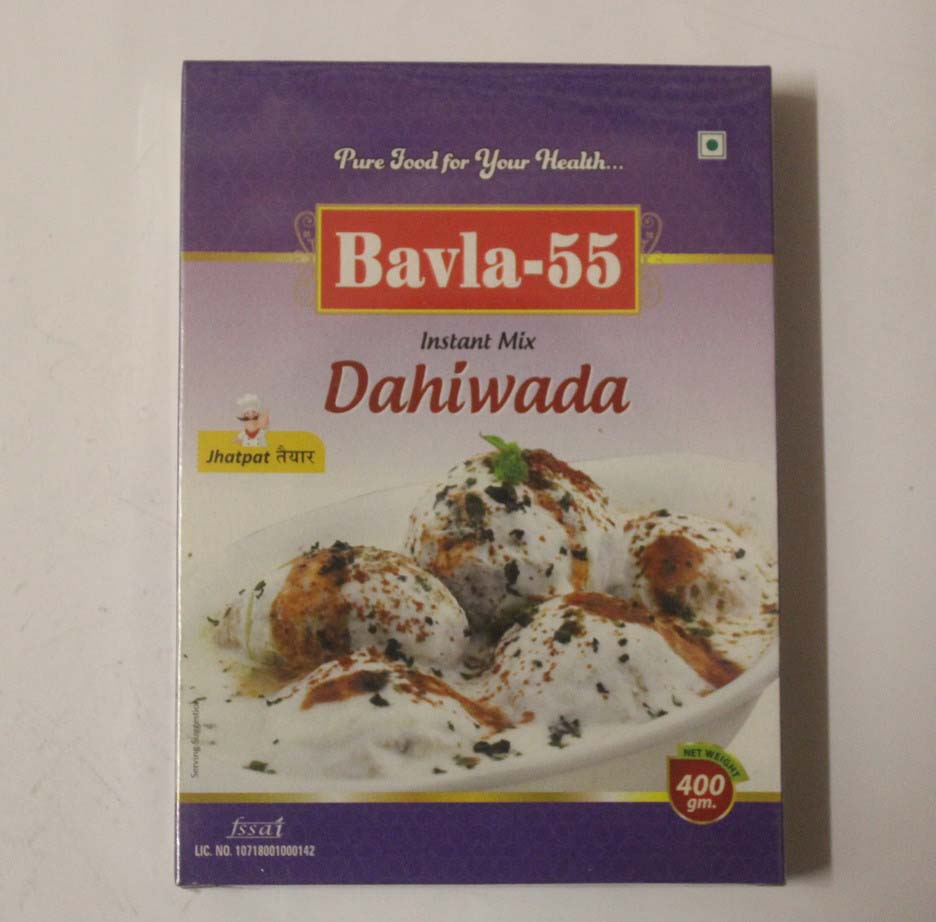 Pure Food for Your Health...
Bavla-55
Instant Mix
Dahiwada
Jhatpat तैयार
Serving Suggestion
NET WEIGHT
400
gm.
fssai
LIC. NO. 10718001000142